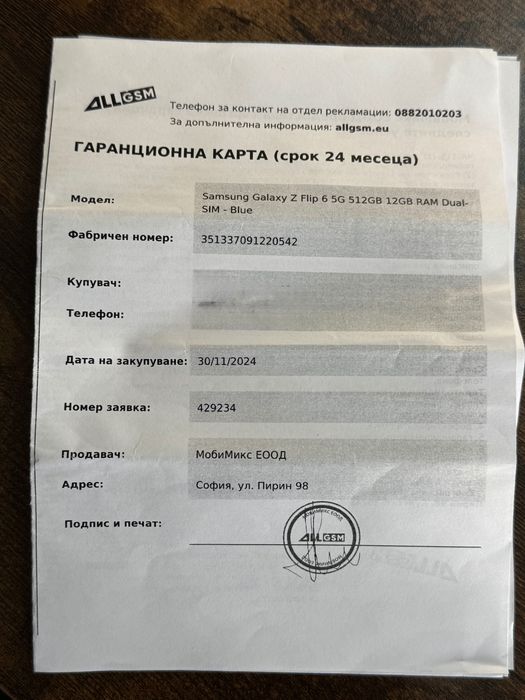 ALLGSM
Телефон за контакт на отдел рекламации: 0882010203
За допълнителна информация: allgsm.eu
ГАРАНЦИОННА КАРТА (срок 24 месеца)
Модел: Samsung Galaxy Z Flip 6 5G 512GB 12GB RAM Dual-
SIM - Blue
Фабричен номер: 351337091220542
Купувач:
Телефон:
Дата на закупуване: 30/11/2024
Номер заявка: 429234
Продавач: МобиМикс ЕООД
Адрес: София, ул. Пирин 98
Подпис и печат:
МобиМикс ЕООД
ALLGSM